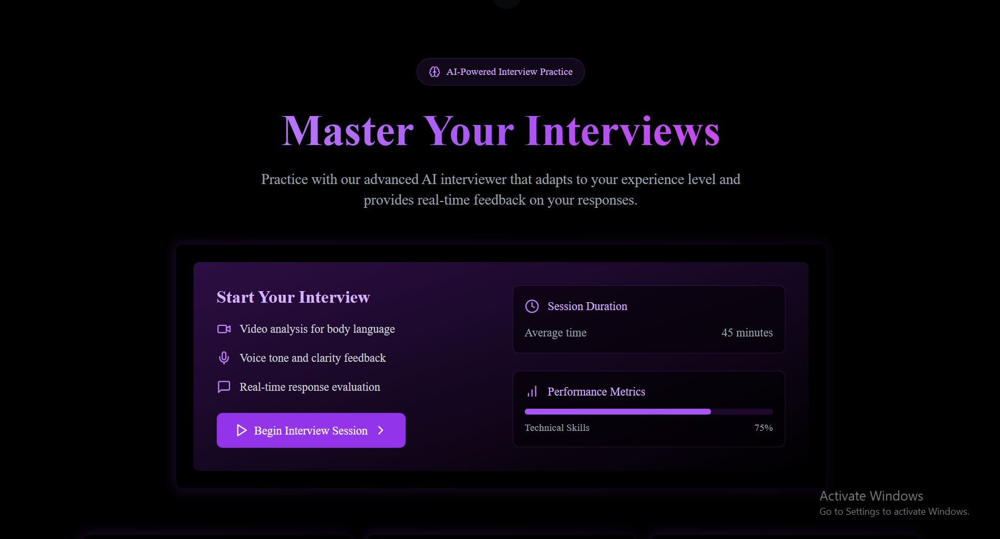 AI-Powered Interview Practice
Master Your Interviews
Practice with our advanced AI interviewer that adapts to your experience level and
provides real-time feedback on your responses.
Start Your Interview
Video analysis for body language
Voice tone and clarity feedback
Real-time response evaluation
Begin Interview Session
Session Duration
Average time 45 minutes
Performance Metrics
Technical Skills 75%
Activate Windows
Go to Settings to activate Windows.